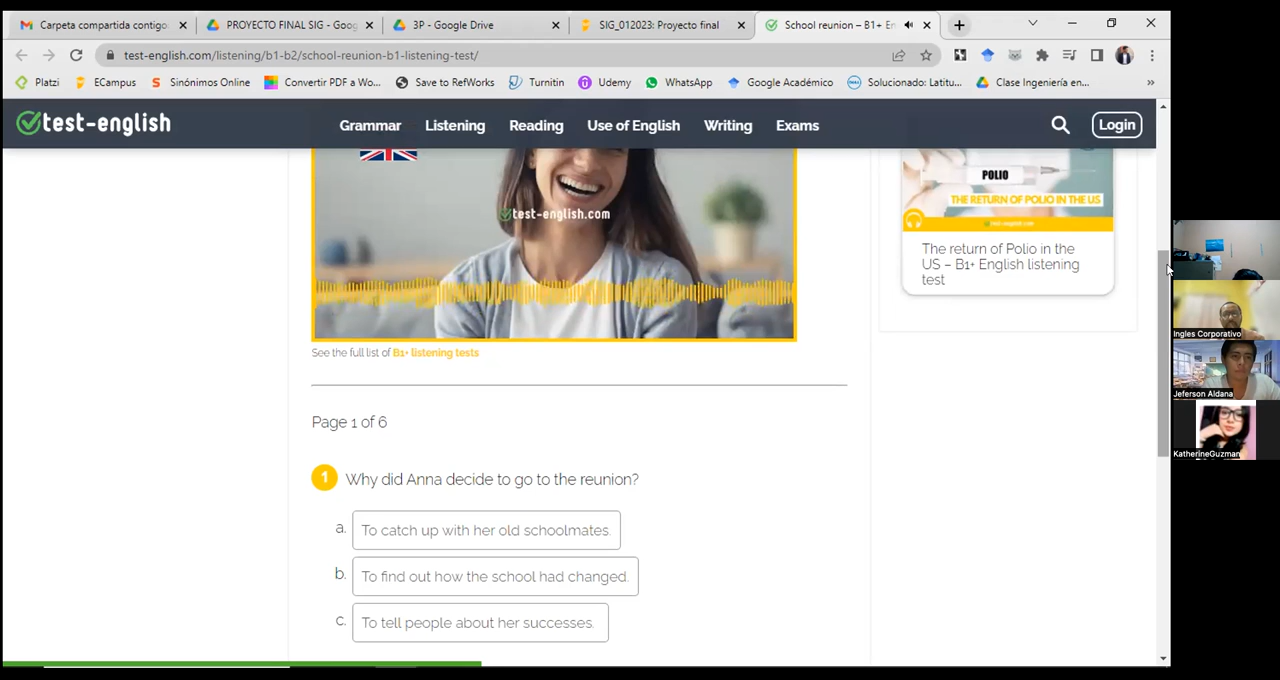 Carpeta compartida contigo
PROYECTO FINAL SIG - Goog
3P - Google Drive
SIG_012023: Proyecto final
School reunion – B1+ En
test-english.com/listening/b1-b2/school-reunion-b1-listening-test/
Platzi
ECampus
Sinónimos Online
Convertir PDF a Wo...
Save to RefWorks
Turnitin
Udemy
WhatsApp
Google Académico
Solucionado: Latitu...
Clase Ingeniería en...
test-english
Grammar
Listening
Reading
Use of English
Writing
Exams
Login
test-english.com
POLIO
THE RETURN OF POLIO IN THE US
The return of Polio in the
US – B1+ English listening
test
See the full list of B1+ listening tests
Page 1 of 6
1 Why did Anna decide to go to the reunion?
a. To catch up with her old schoolmates.
b. To find out how the school had changed.
c. To tell people about her successes.
Ingles Corporativo
Jeferson Aldana
KatherineGuzman